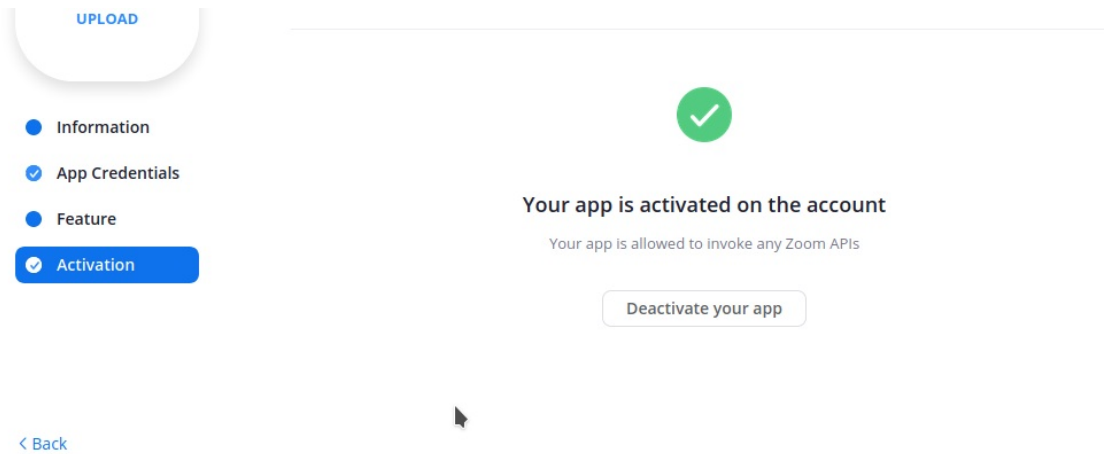 UPLOAD
Information
App Credentials
Feature
Activation
Your app is activated on the account
Your app is allowed to invoke any Zoom APIs
Deactivate your app
< Back